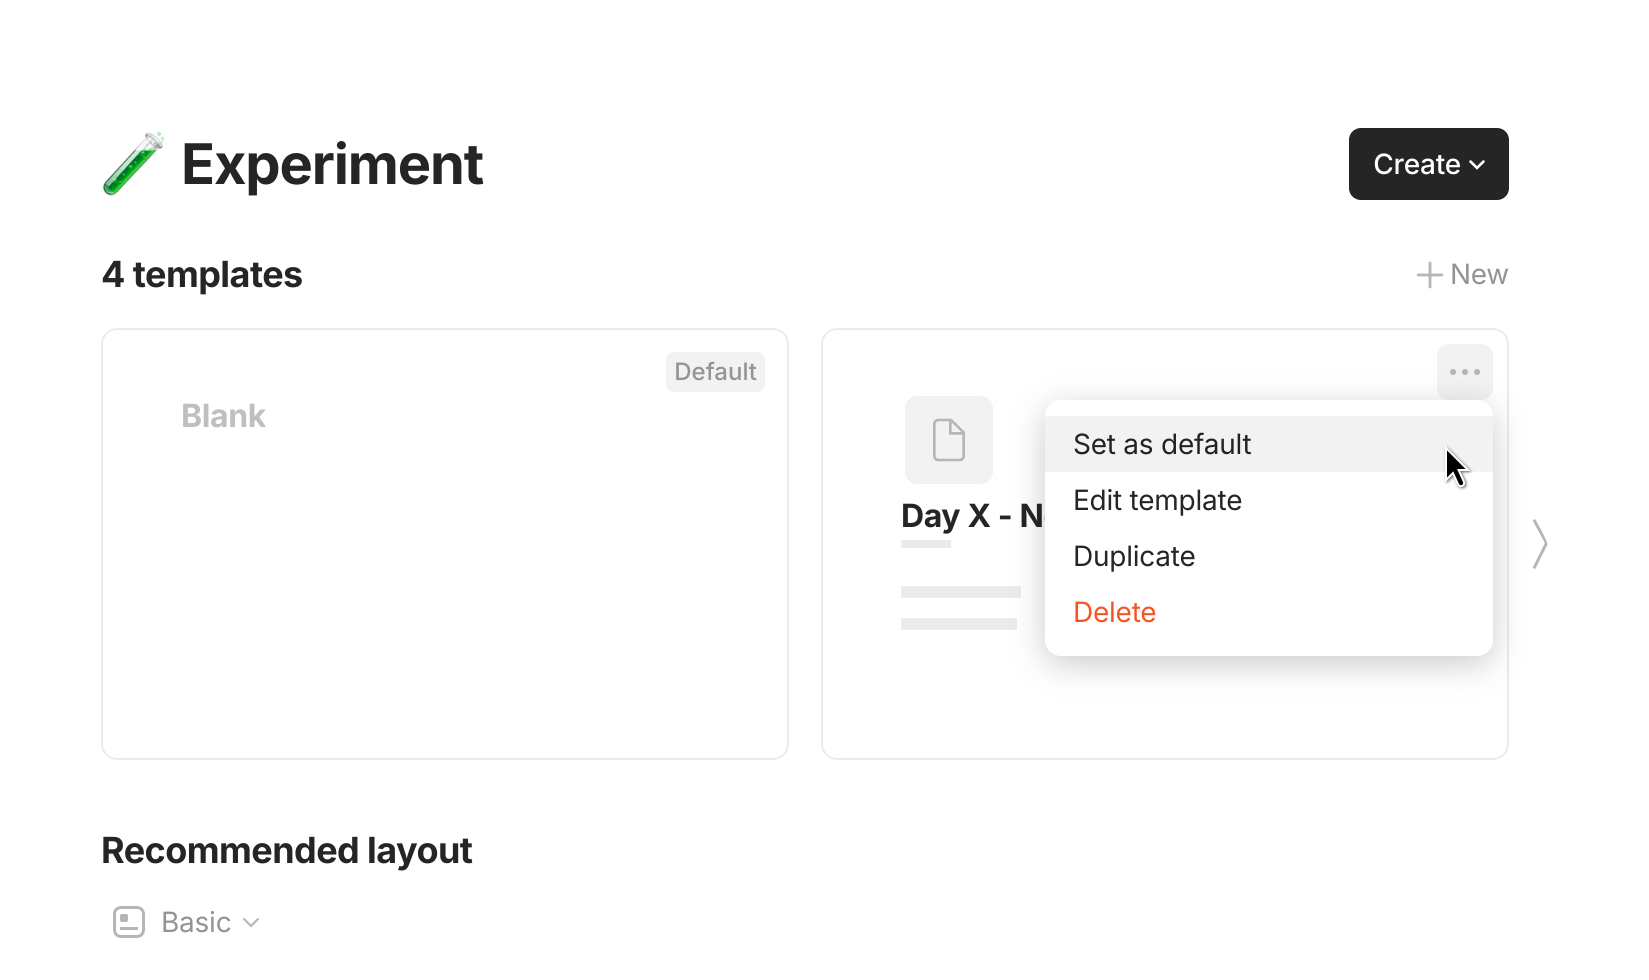 Experiment
Create
4 templates
New
Default
Blank
Set as default
Day X -
Edit template
Duplicate
Delete
Recommended layout
Basic